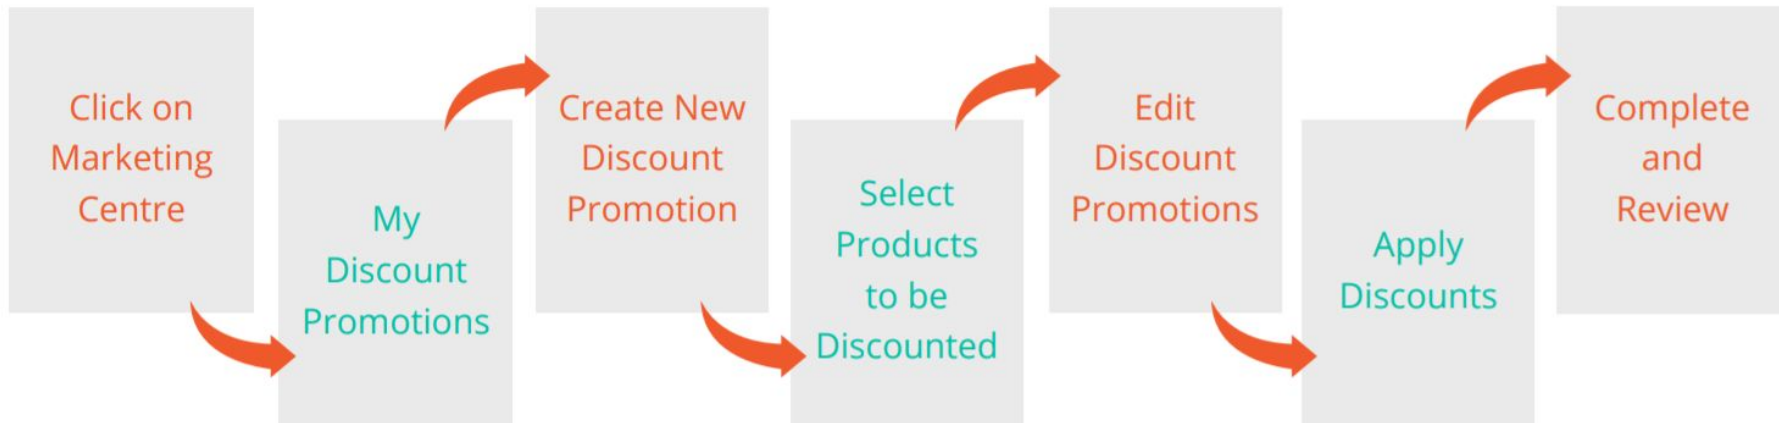 Click on
Marketing
Centre
My
Discount
Promotions
Create New
Discount
Promotion
Select
Products
to be
Discounted
Edit
Discount
Promotions
Apply
Discounts
Complete
and
Review